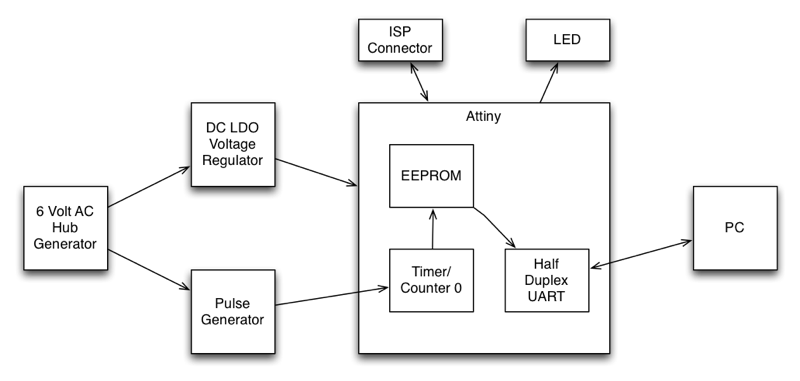 ISP
Connector
LED
Attiny
DC LDO
Voltage
Regulator
EEPROM
6 Volt AC
Hub
Generator
PC
Timer/
Counter 0
Half
Duplex
UART
Pulse
Generator